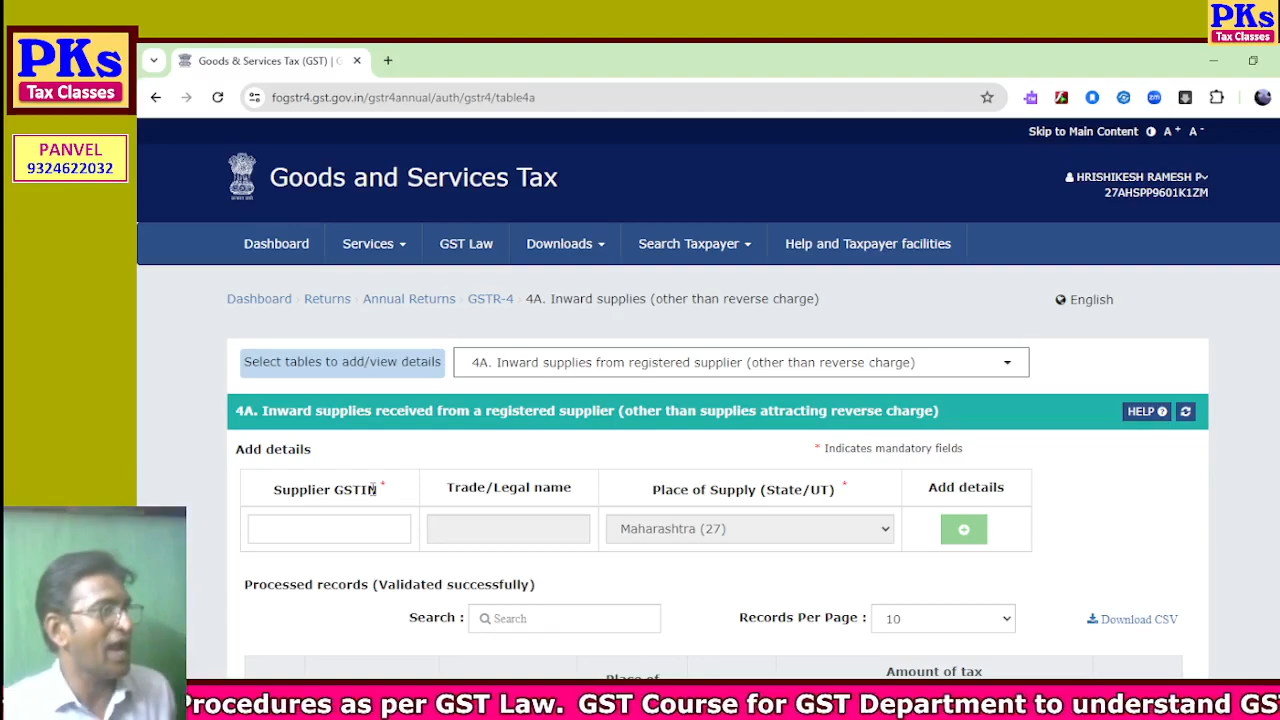 PKs
Tax Classes
PANVEL
9324622032
PKs
Tax Classes
Goods & Services Tax (GST) | G
fogstr4.gst.gov.in/gstr4annual/auth/gstr4/table4a
zm
Skip to Main Content A+ A-
Goods and Services Tax
HRISHIKESH RAMESH P
27AHSPP9601K1ZM
Dashboard Services GST Law Downloads Search Taxpayer Help and Taxpayer facilities
Dashboard › Returns › Annual Returns › GSTR-4 › 4A. Inward supplies (other than reverse charge)
English
Select tables to add/view details 4A. Inward supplies from registered supplier (other than reverse charge)
4A. Inward supplies received from a registered supplier (other than supplies attracting reverse charge) HELP
Add details * Indicates mandatory fields
Supplier GSTIN * Trade/Legal name Place of Supply (State/UT) * Add details
Maharashtra (27)
Processed records (Validated successfully)
Search : Search Records Per Page : 10 Download CSV
Amount of tax
Place of
Procedures as per GST Law. GST Course for GST Department to understand GS